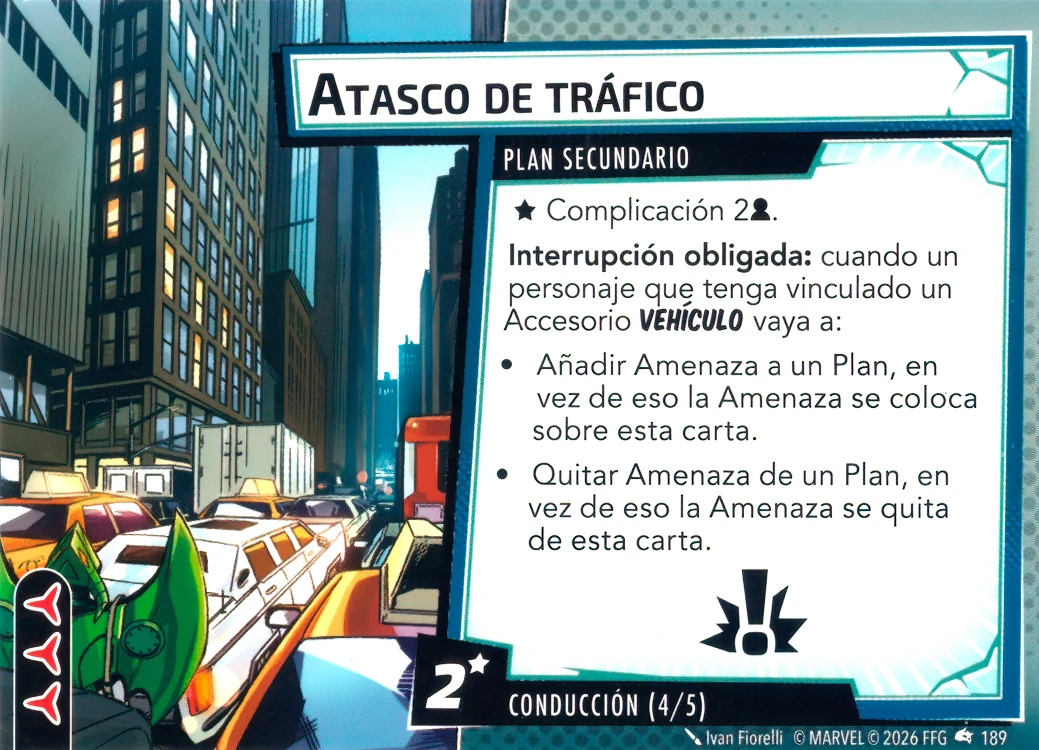 ATASCO DE TRÁFICO
PLAN SECUNDARIO
★ Complicación 2👤.
Interrupción obligada: cuando un
personaje que tenga vinculado un
Accesorio VEHÍCULO vaya a:
• Añadir Amenaza a un Plan, en
vez de eso la Amenaza se coloca
sobre esta carta.
• Quitar Amenaza de un Plan, en
vez de eso la Amenaza se quita
de esta carta.
2★
CONDUCCIÓN (4/5)
Ivan Fiorelli © MARVEL © 2026 FFG 189